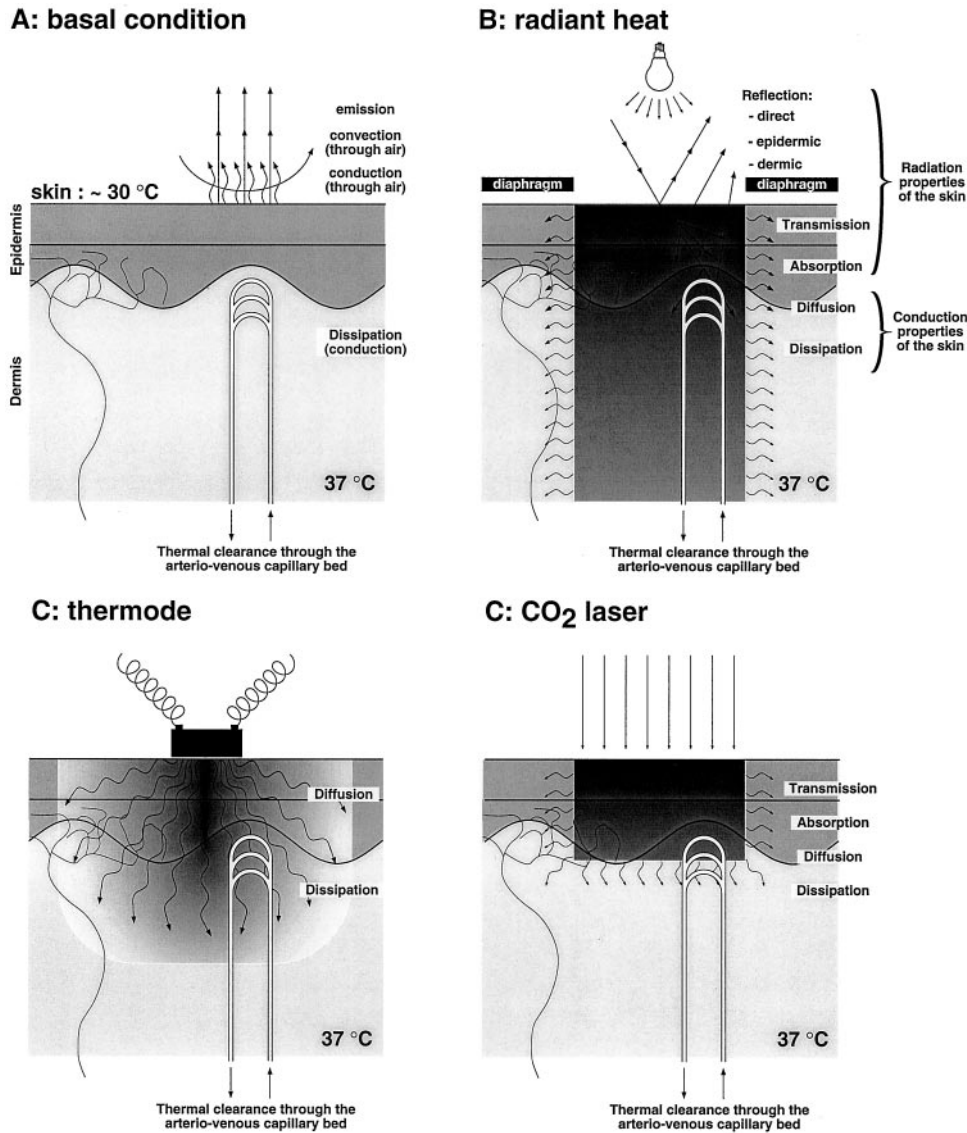 A: basal condition
emission
convection
(through air)
conduction
(through air)
skin : ~ 30 °C
Epidermis
Dermis
Dissipation
(conduction)
37 °C
Thermal clearance through the
arterio-venous capillary bed
B: radiant heat
Reflection:
- direct
- epidermic
- dermic
diaphragm
diaphragm
Transmission
Absorption
Diffusion
Dissipation
Radiation
properties
of the skin
Conduction
properties
of the skin
37 °C
Thermal clearance through the
arterio-venous capillary bed
C: thermode
Diffusion
Dissipation
37 °C
Thermal clearance through the
arterio-venous capillary bed
C: CO2 laser
Transmission
Absorption
Diffusion
Dissipation
37 °C
Thermal clearance through the
arterio-venous capillary bed